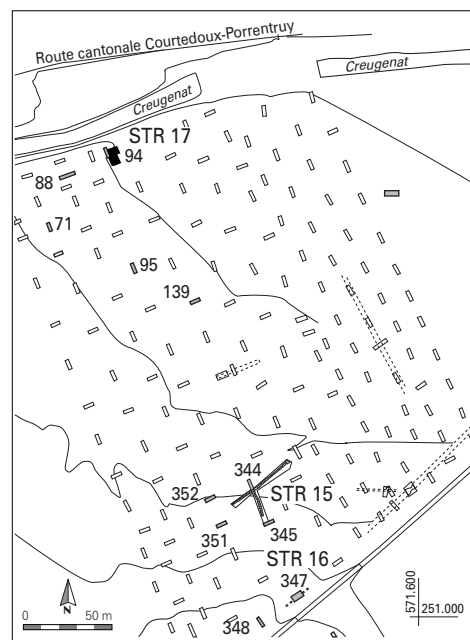 Route cantonale Courtedoux-Porrentruy
Creugenat
Creugenat
STR 17
94
88
71
95
139
344
352
STR 15
351
345
STR 16
347
348
N
0 50 m
571.600
251.000